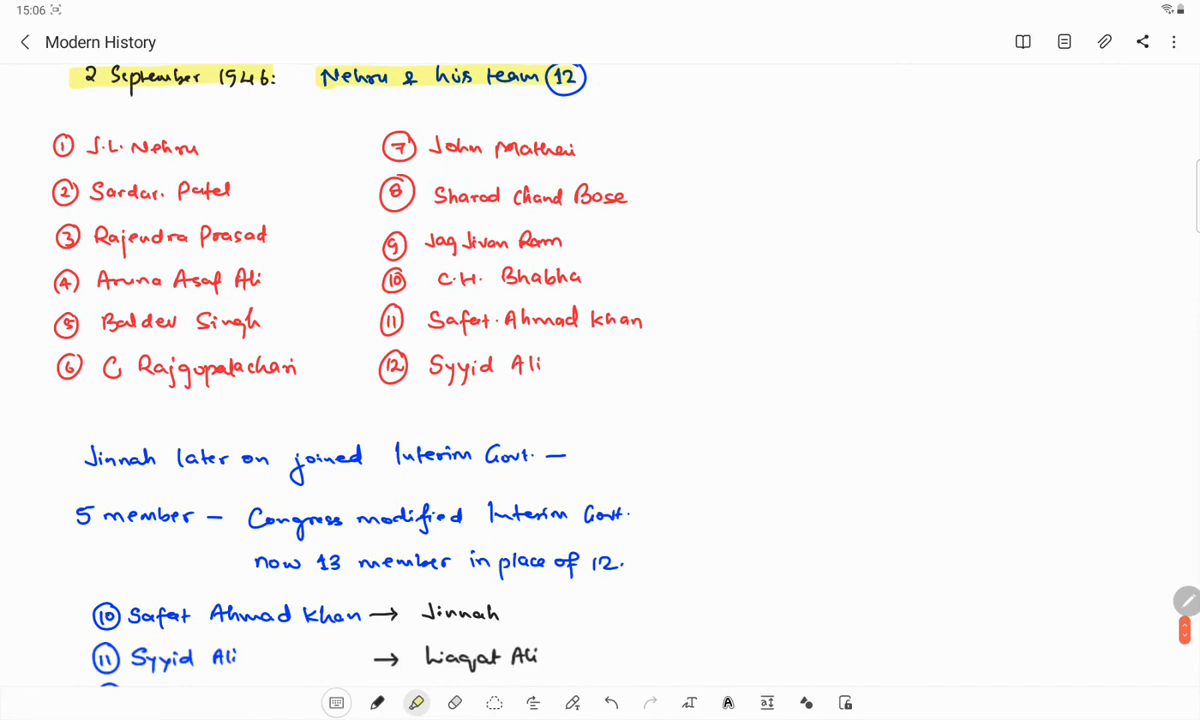 15:06
Modern History
2 September 1946: Nehru & his team (12)
① J.L. Nehru
② Sardar. Patel
③ Rajendra Prasad
④ Aruna Asaf Ali
⑤ Baldev Singh
⑥ C Rajgopalachari
⑦ John Mathai
⑧ Sharad Chand Bose
⑨ Jag Jivan Ram
⑩ C.H. Bhabha
⑪ Safat. Ahmad Khan
⑫ Syyid Ali
Jinnah later on joined Interim Govt. —
5 member – Congress modified Interim Govt.
now 13 member in place of 12.
⑩ Safat Ahmad Khan → Jinnah
⑪ Syyid Ali → Liaqat Ali